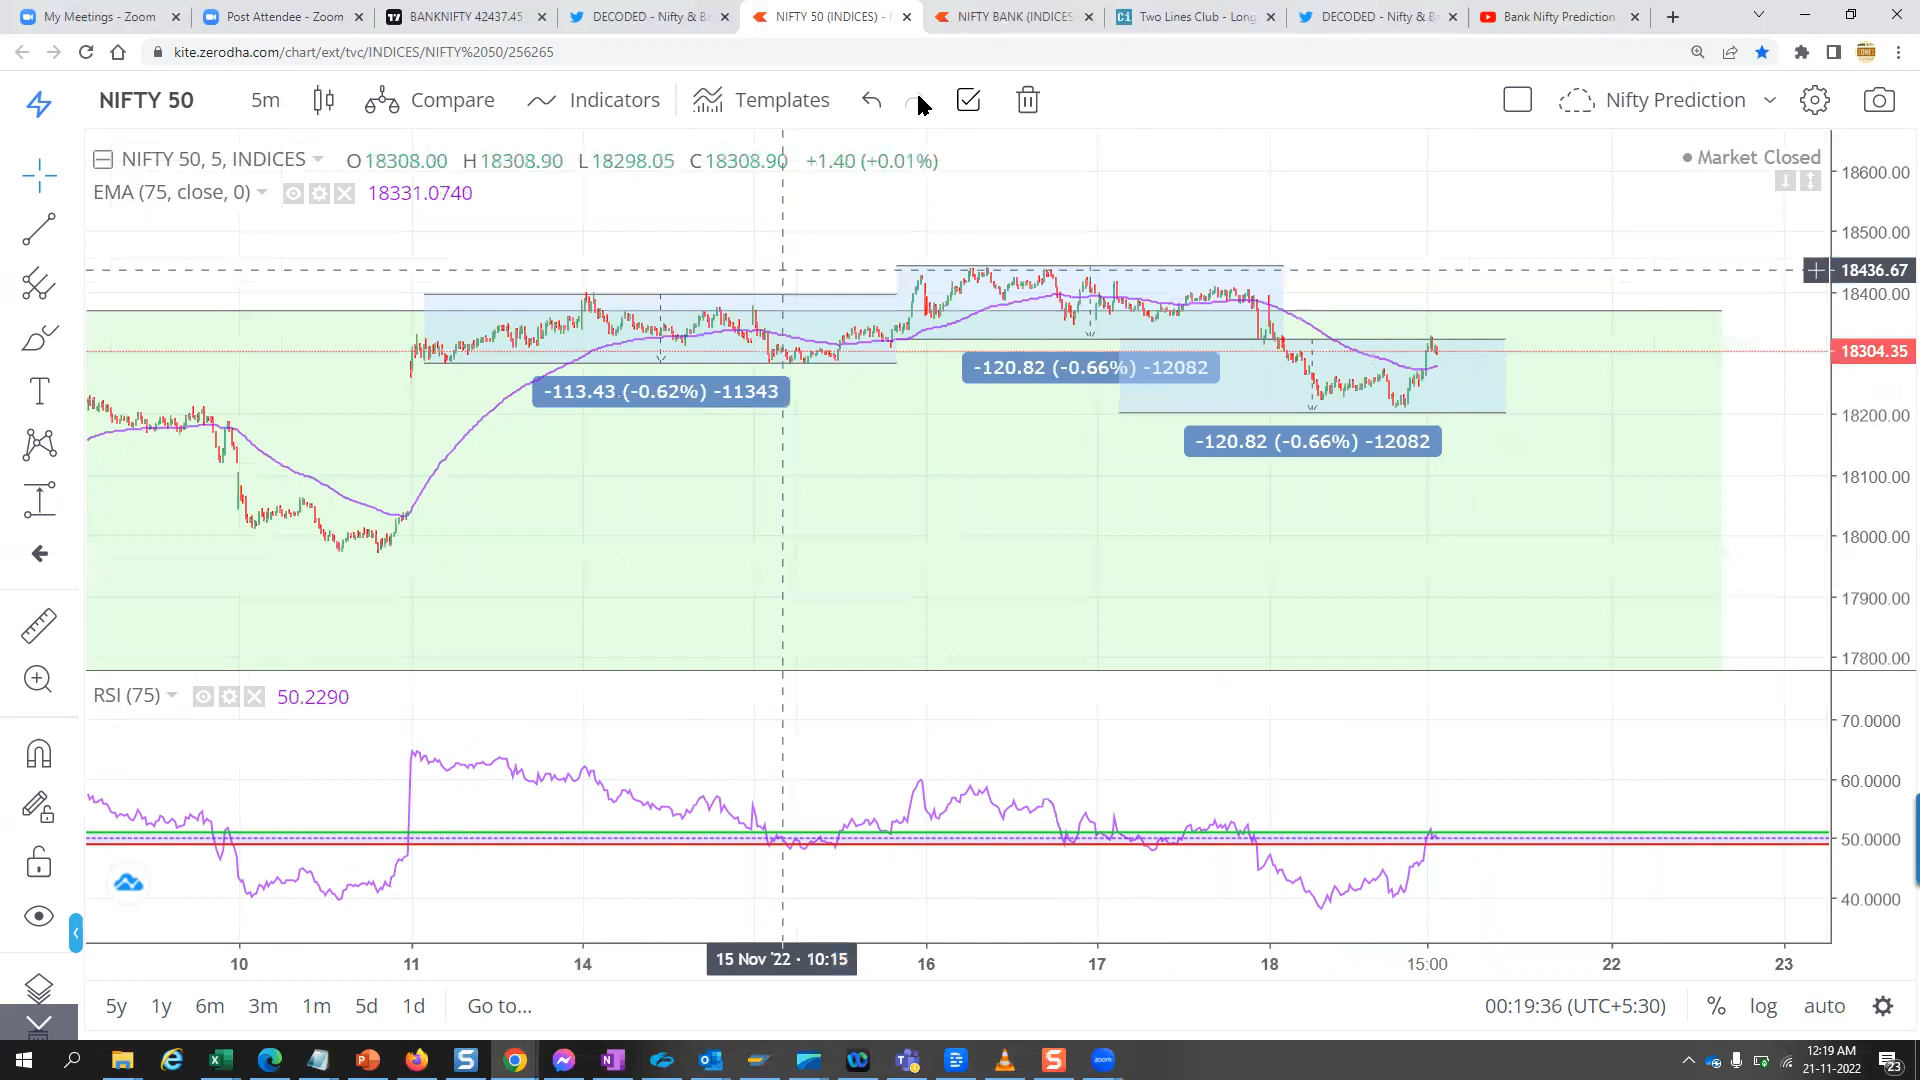 My Meetings - Zoom
Post Attendee - Zoom
BANKNIFTY 42437.45
DECODED - Nifty & Ba
NIFTY 50 (INDICES) -
NIFTY BANK (INDICES
Two Lines Club - Long
DECODED - Nifty & Ba
Bank Nifty Prediction
kite.zerodha.com/chart/ext/tvc/INDICES/NIFTY%2050/256265
NIFTY 50
5m
Compare
Indicators
Templates
Nifty Prediction
NIFTY 50, 5, INDICES
O 18308.00 H 18308.90 L 18298.05 C 18308.90 +1.40 (+0.01%)
Market Closed
EMA (75, close, 0)
18331.0740
18600.00
18500.00
18436.67
18400.00
18304.35
18200.00
18100.00
18000.00
17900.00
17800.00
-113.43 (-0.62%) -11343
-120.82 (-0.66%) -12082
-120.82 (-0.66%) -12082
RSI (75)
50.2290
70.0000
60.0000
50.0000
40.0000
10
11
14
15 Nov '22 · 10:15
16
17
18
15:00
22
23
5y
1y
6m
3m
1m
5d
1d
Go to...
00:19:36 (UTC+5:30)
%
log
auto
12:19 AM
21-11-2022
23